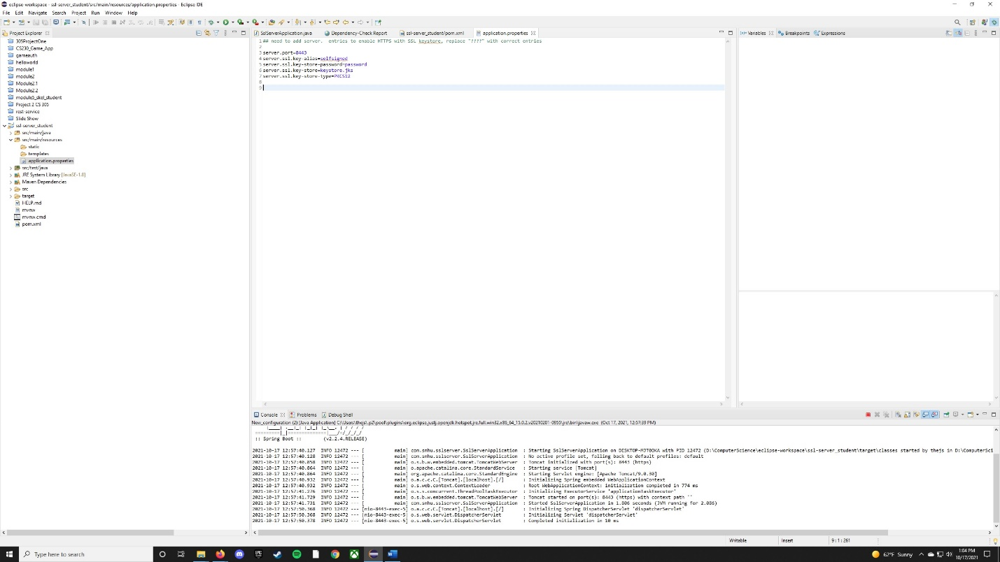 eclipse-workspace - ssl-server_student/src/main/resources/application.properties - Eclipse IDE
File Edit Navigate Search Project Run Window Help
Project Explorer
305ProjectOne
CS230_Game_App
gameauth
helloworld
module1
module2
Module2.1
Module2.2
module5_skel_student
Project 2 CS 305
rest-service
Slide Show
ssl-server_student
src/main/java
src/main/resources
static
templates
application.properties
src/test/java
JRE System Library [JavaSE-1.8]
Maven Dependencies
src
target
HELP.md
mvnw
mvnw.cmd
pom.xml
SslServerApplication.java Dependency-Check Report ssl-server_student/pom.xml application.properties
1 ## need to add server. entries to enable HTTPS with SSL keystore, replace "????" with correct entries
2
3 server.port=8443
4 server.ssl.key-alias=selfsigned
5 server.ssl.key-store-password=password
6 server.ssl.key-store=keystore.jks
7 server.ssl.key-store-type=PKCS12
8
9
Variables Breakpoints Expressions
Console Problems Debug Shell
New_configuration (2) [Java Application] C:\Users\thejs\.p2\pool\plugins\org.eclipse.justj.openjdk.hotspot.jre.full.win32.x86_64_15.0.2.v20210201-0955\jre\bin\javaw.exe (Oct 17, 2021, 12:57:39 PM)
=========|_|==============|___/=/_/_/_/
:: Spring Boot :: (v2.2.4.RELEASE)
2021-10-17 12:57:40.127 INFO 12472 --- [ main] com.snhu.sslserver.SslServerApplication : Starting SslServerApplication on DESKTOP-MJT0OKA with PID 12472 (D:\ComputerScience\eclipse-workspace\ssl-server_student\target\classes started by thejs in D:\ComputerSci
2021-10-17 12:57:40.128 INFO 12472 --- [ main] com.snhu.sslserver.SslServerApplication : No active profile set, falling back to default profiles: default
2021-10-17 12:57:40.858 INFO 12472 --- [ main] o.s.b.w.embedded.tomcat.TomcatWebServer : Tomcat initialized with port(s): 8443 (https)
2021-10-17 12:57:40.864 INFO 12472 --- [ main] o.apache.catalina.core.StandardService : Starting service [Tomcat]
2021-10-17 12:57:40.864 INFO 12472 --- [ main] org.apache.catalina.core.StandardEngine : Starting Servlet engine: [Apache Tomcat/9.0.30]
2021-10-17 12:57:40.932 INFO 12472 --- [ main] o.a.c.c.C.[Tomcat].[localhost].[/] : Initializing Spring embedded WebApplicationContext
2021-10-17 12:57:40.932 INFO 12472 --- [ main] o.s.web.context.ContextLoader : Root WebApplicationContext: initialization completed in 774 ms
2021-10-17 12:57:41.276 INFO 12472 --- [ main] o.s.s.concurrent.ThreadPoolTaskExecutor : Initializing ExecutorService 'applicationTaskExecutor'
2021-10-17 12:57:41.729 INFO 12472 --- [ main] o.s.b.w.embedded.tomcat.TomcatWebServer : Tomcat started on port(s): 8443 (https) with context path ''
2021-10-17 12:57:41.731 INFO 12472 --- [ main] com.snhu.sslserver.SslServerApplication : Started SslServerApplication in 1.806 seconds (JVM running for 2.086)
2021-10-17 12:57:50.368 INFO 12472 --- [nio-8443-exec-5] o.a.c.c.C.[Tomcat].[localhost].[/] : Initializing Spring DispatcherServlet 'dispatcherServlet'
2021-10-17 12:57:50.368 INFO 12472 --- [nio-8443-exec-5] o.s.web.servlet.DispatcherServlet : Initializing Servlet 'dispatcherServlet'
2021-10-17 12:57:50.378 INFO 12472 --- [nio-8443-exec-5] o.s.web.servlet.DispatcherServlet : Completed initialization in 10 ms
Writable Insert 9 : 1 : 261
Type here to search
62°F Sunny
1:04 PM
10/17/2021